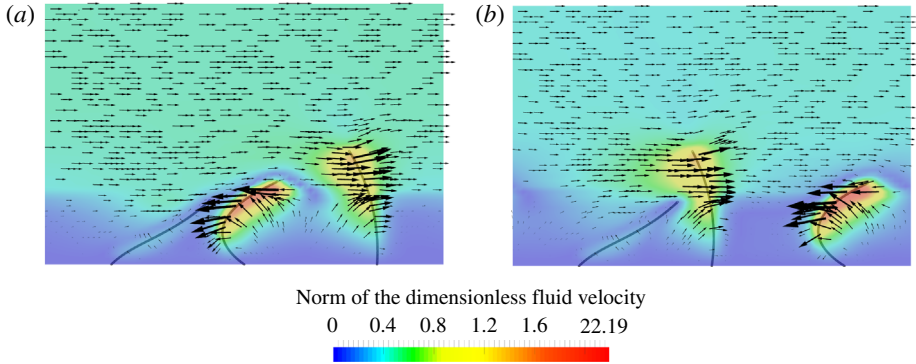 (a) (b)
Norm of the dimensionless fluid velocity
0 0.4 0.8 1.2 1.6 22.19